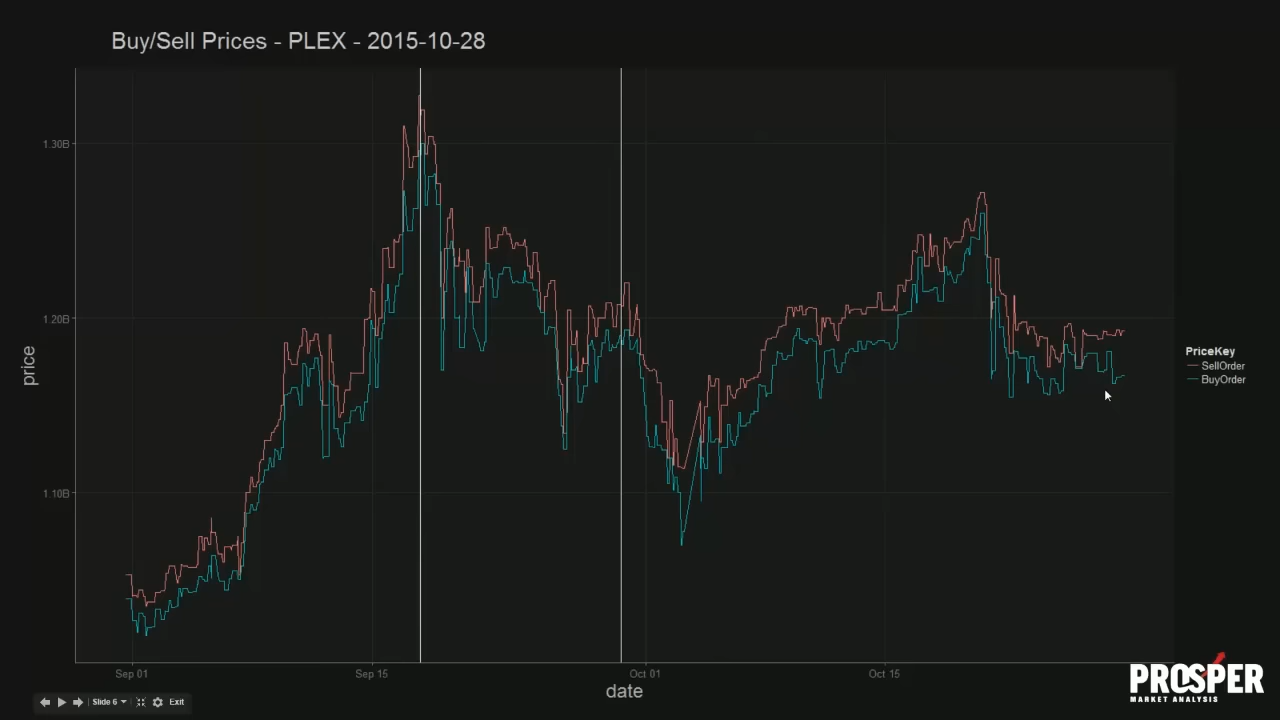 Buy/Sell Prices - PLEX - 2015-10-28
1.30B
1.20B
1.10B
price
Sep 01
Sep 15
Oct 01
Oct 15
date
PriceKey
SellOrder
BuyOrder
Slide 6
Exit
PROSPER
MARKET ANALYSIS